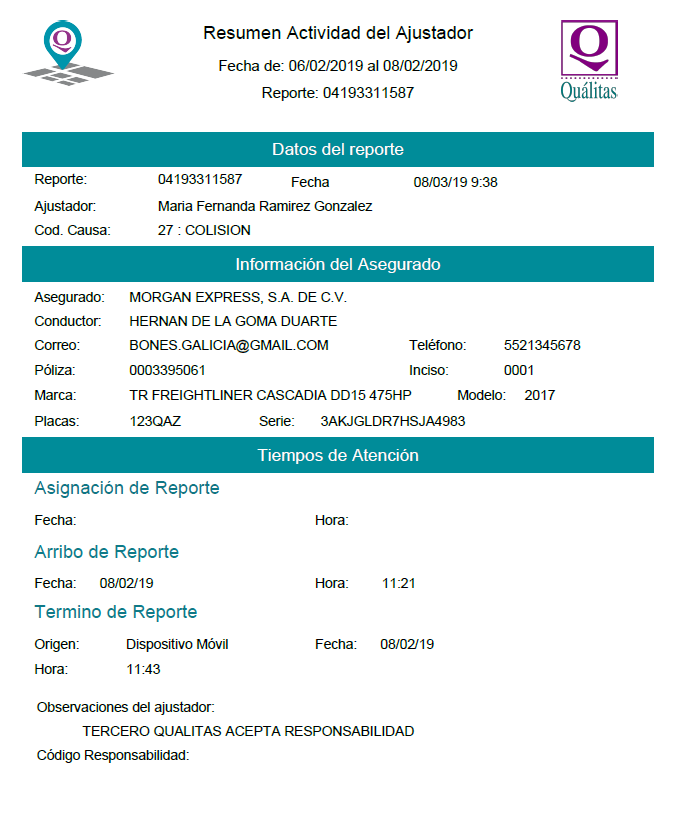 Resumen Actividad del Ajustador
Fecha de: 06/02/2019 al 08/02/2019
Reporte: 04193311587
Q
Q
Quálitas
Datos del reporte
Reporte: 04193311587 Fecha 08/03/19 9:38
Ajustador: Maria Fernanda Ramirez Gonzalez
Cod. Causa: 27 : COLISION
Información del Asegurado
Asegurado: MORGAN EXPRESS, S.A. DE C.V.
Conductor: HERNAN DE LA GOMA DUARTE
Correo: BONES.GALICIA@GMAIL.COM Teléfono: 5521345678
Póliza: 0003395061 Inciso: 0001
Marca: TR FREIGHTLINER CASCADIA DD15 475HP Modelo: 2017
Placas: 123QAZ Serie: 3AKJGLDR7HSJA4983
Tiempos de Atención
Asignación de Reporte
Fecha: Hora:
Arribo de Reporte
Fecha: 08/02/19 Hora: 11:21
Termino de Reporte
Origen: Dispositivo Móvil Fecha: 08/02/19
Hora: 11:43
Observaciones del ajustador:
TERCERO QUALITAS ACEPTA RESPONSABILIDAD
Código Responsabilidad: